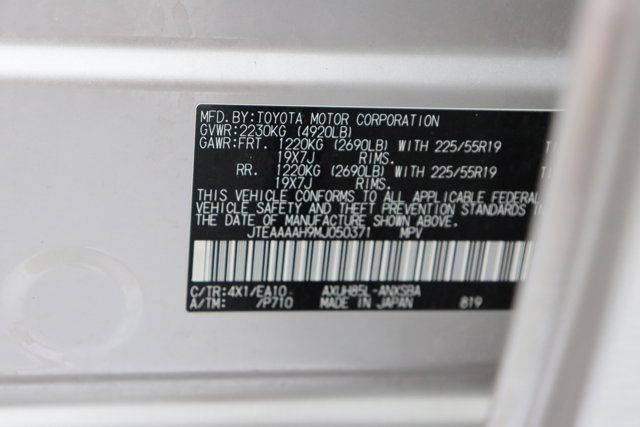 MFD.BY:TOYOTA MOTOR CORPORATION
GVWR:2230KG (4920LB)
GAWR:FRT. 1220KG (2690LB) WITH 225/55R19
19X7J RIMS.
RR. 1220KG (2690LB) WITH 225/55R19
19X7J RIMS.
THIS VEHICLE CONFORMS TO ALL APPLICABLE FEDERAL
VEHICLE SAFETY AND THEFT PREVENTION STANDARDS
THE DATE OF MANUFACTURE SHOWN ABOVE.
JTEAAAAH9MJ050371 MPV
C/TR:4X1/EA10 AXUH85L-ANXSBA
A/TM: /P710 MADE IN JAPAN 819